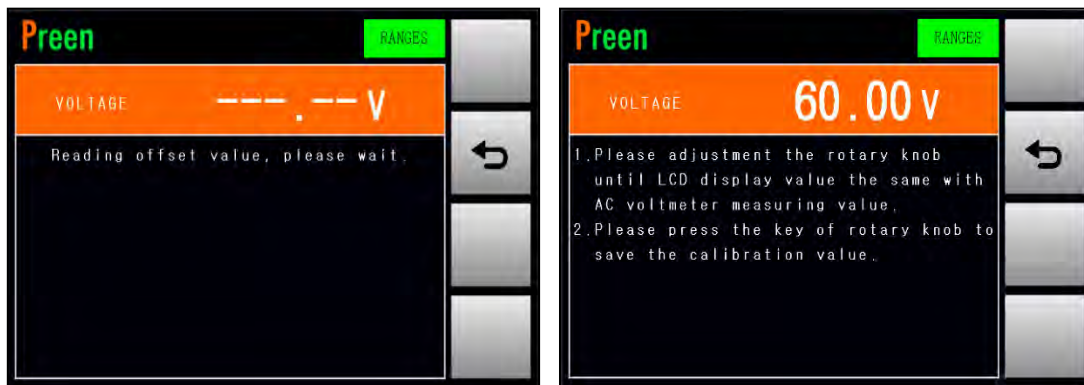 Preen
RANGES
VOLTAGE ---.-- V
Reading offset value, please wait.
Preen
RANGES
VOLTAGE 60.00 V
1.Please adjustment the rotary knob
until LCD display value the same with
AC voltmeter measuring value.
2.Please press the key of rotary knob to
save the calibration value.